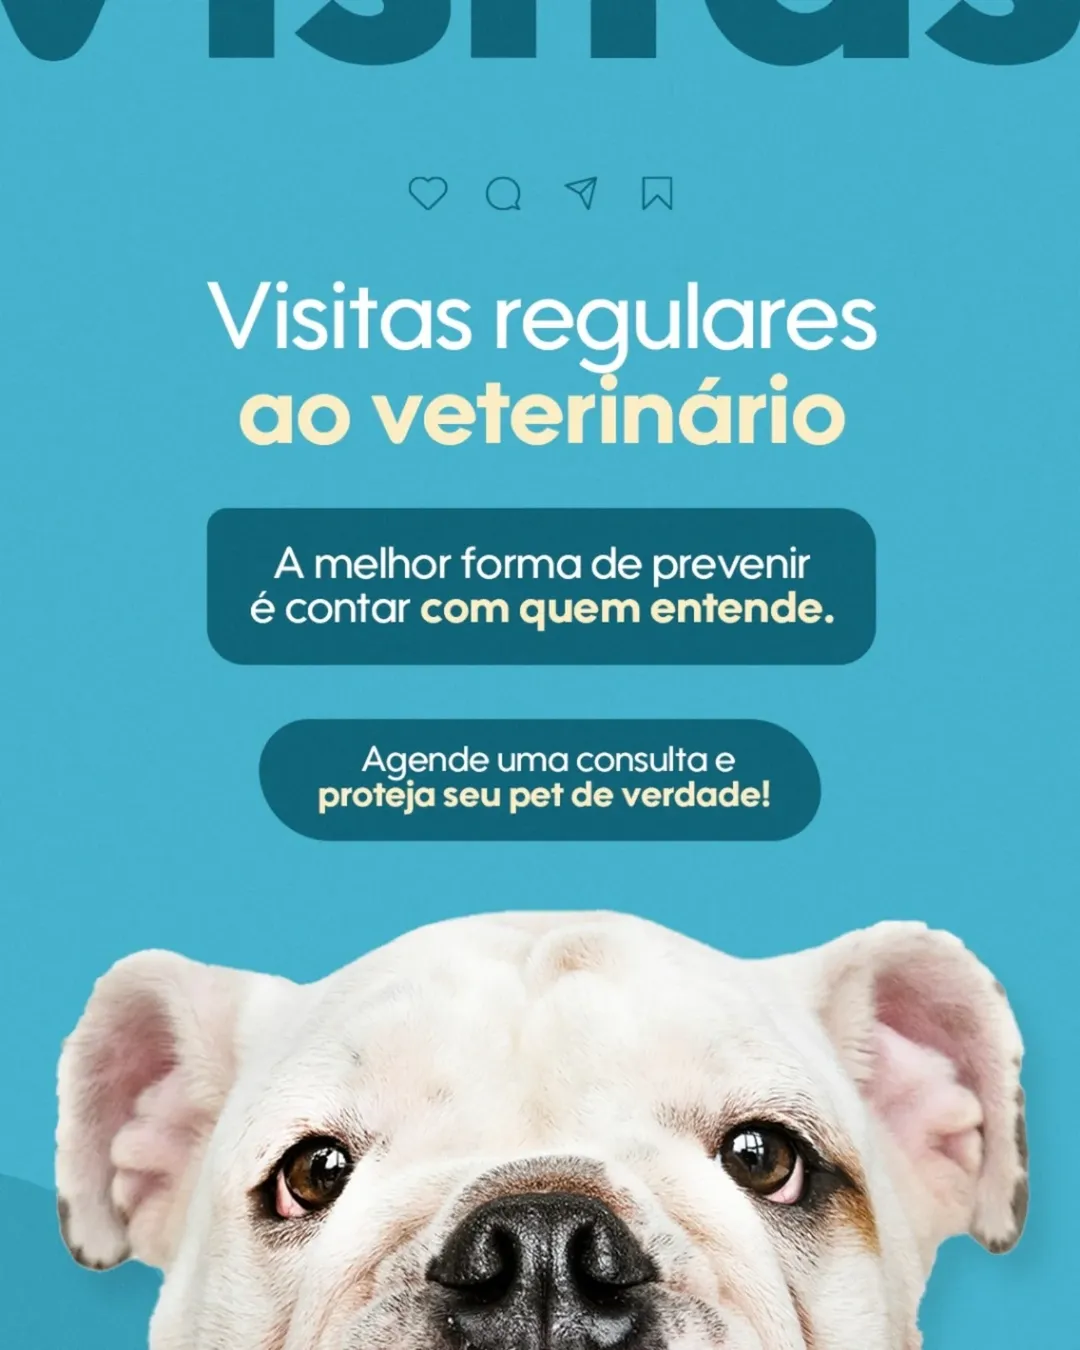 Visitas
Visitas regulares
ao veterinário
A melhor forma de prevenir
é contar com quem entende.
Agende uma consulta e
proteja seu pet de verdade!